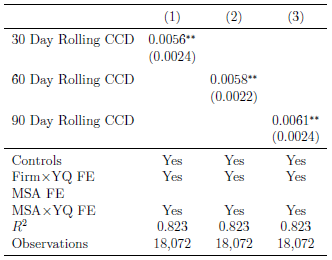 (1) (2) (3)
30 Day Rolling CCD 0.0056**
(0.0024)
60 Day Rolling CCD 0.0058**
(0.0022)
90 Day Rolling CCD 0.0061**
(0.0024)
Controls Yes Yes Yes
Firm×YQ FE Yes Yes Yes
MSA FE
MSA×YQ FE Yes Yes Yes
R² 0.823 0.823 0.823
Observations 18,072 18,072 18,072